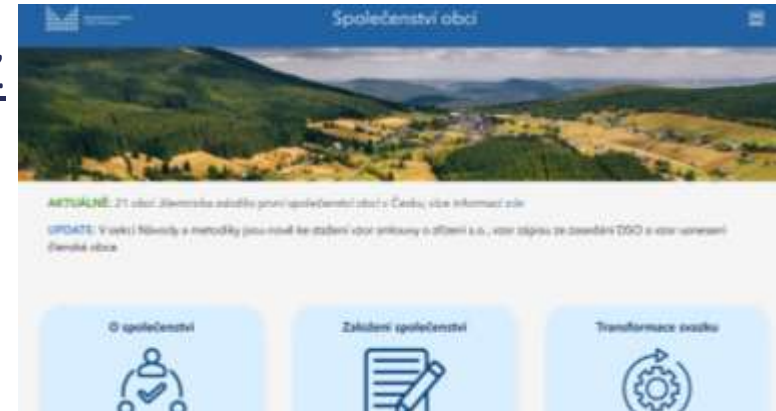 Společenství obcí
AKTUÁLNĚ: 21 obcí Jilemnicka založilo první společenství obcí v Česku, více informací zde
UPDATE: V sekci Návody a metodiky jsou nově ke stažení vzor smlouvy o zřízení s.o., vzor zápisu ze zasedání DSO a vzor usnesení
členské obce
O společenství
Založení společenství
Transformace svazku